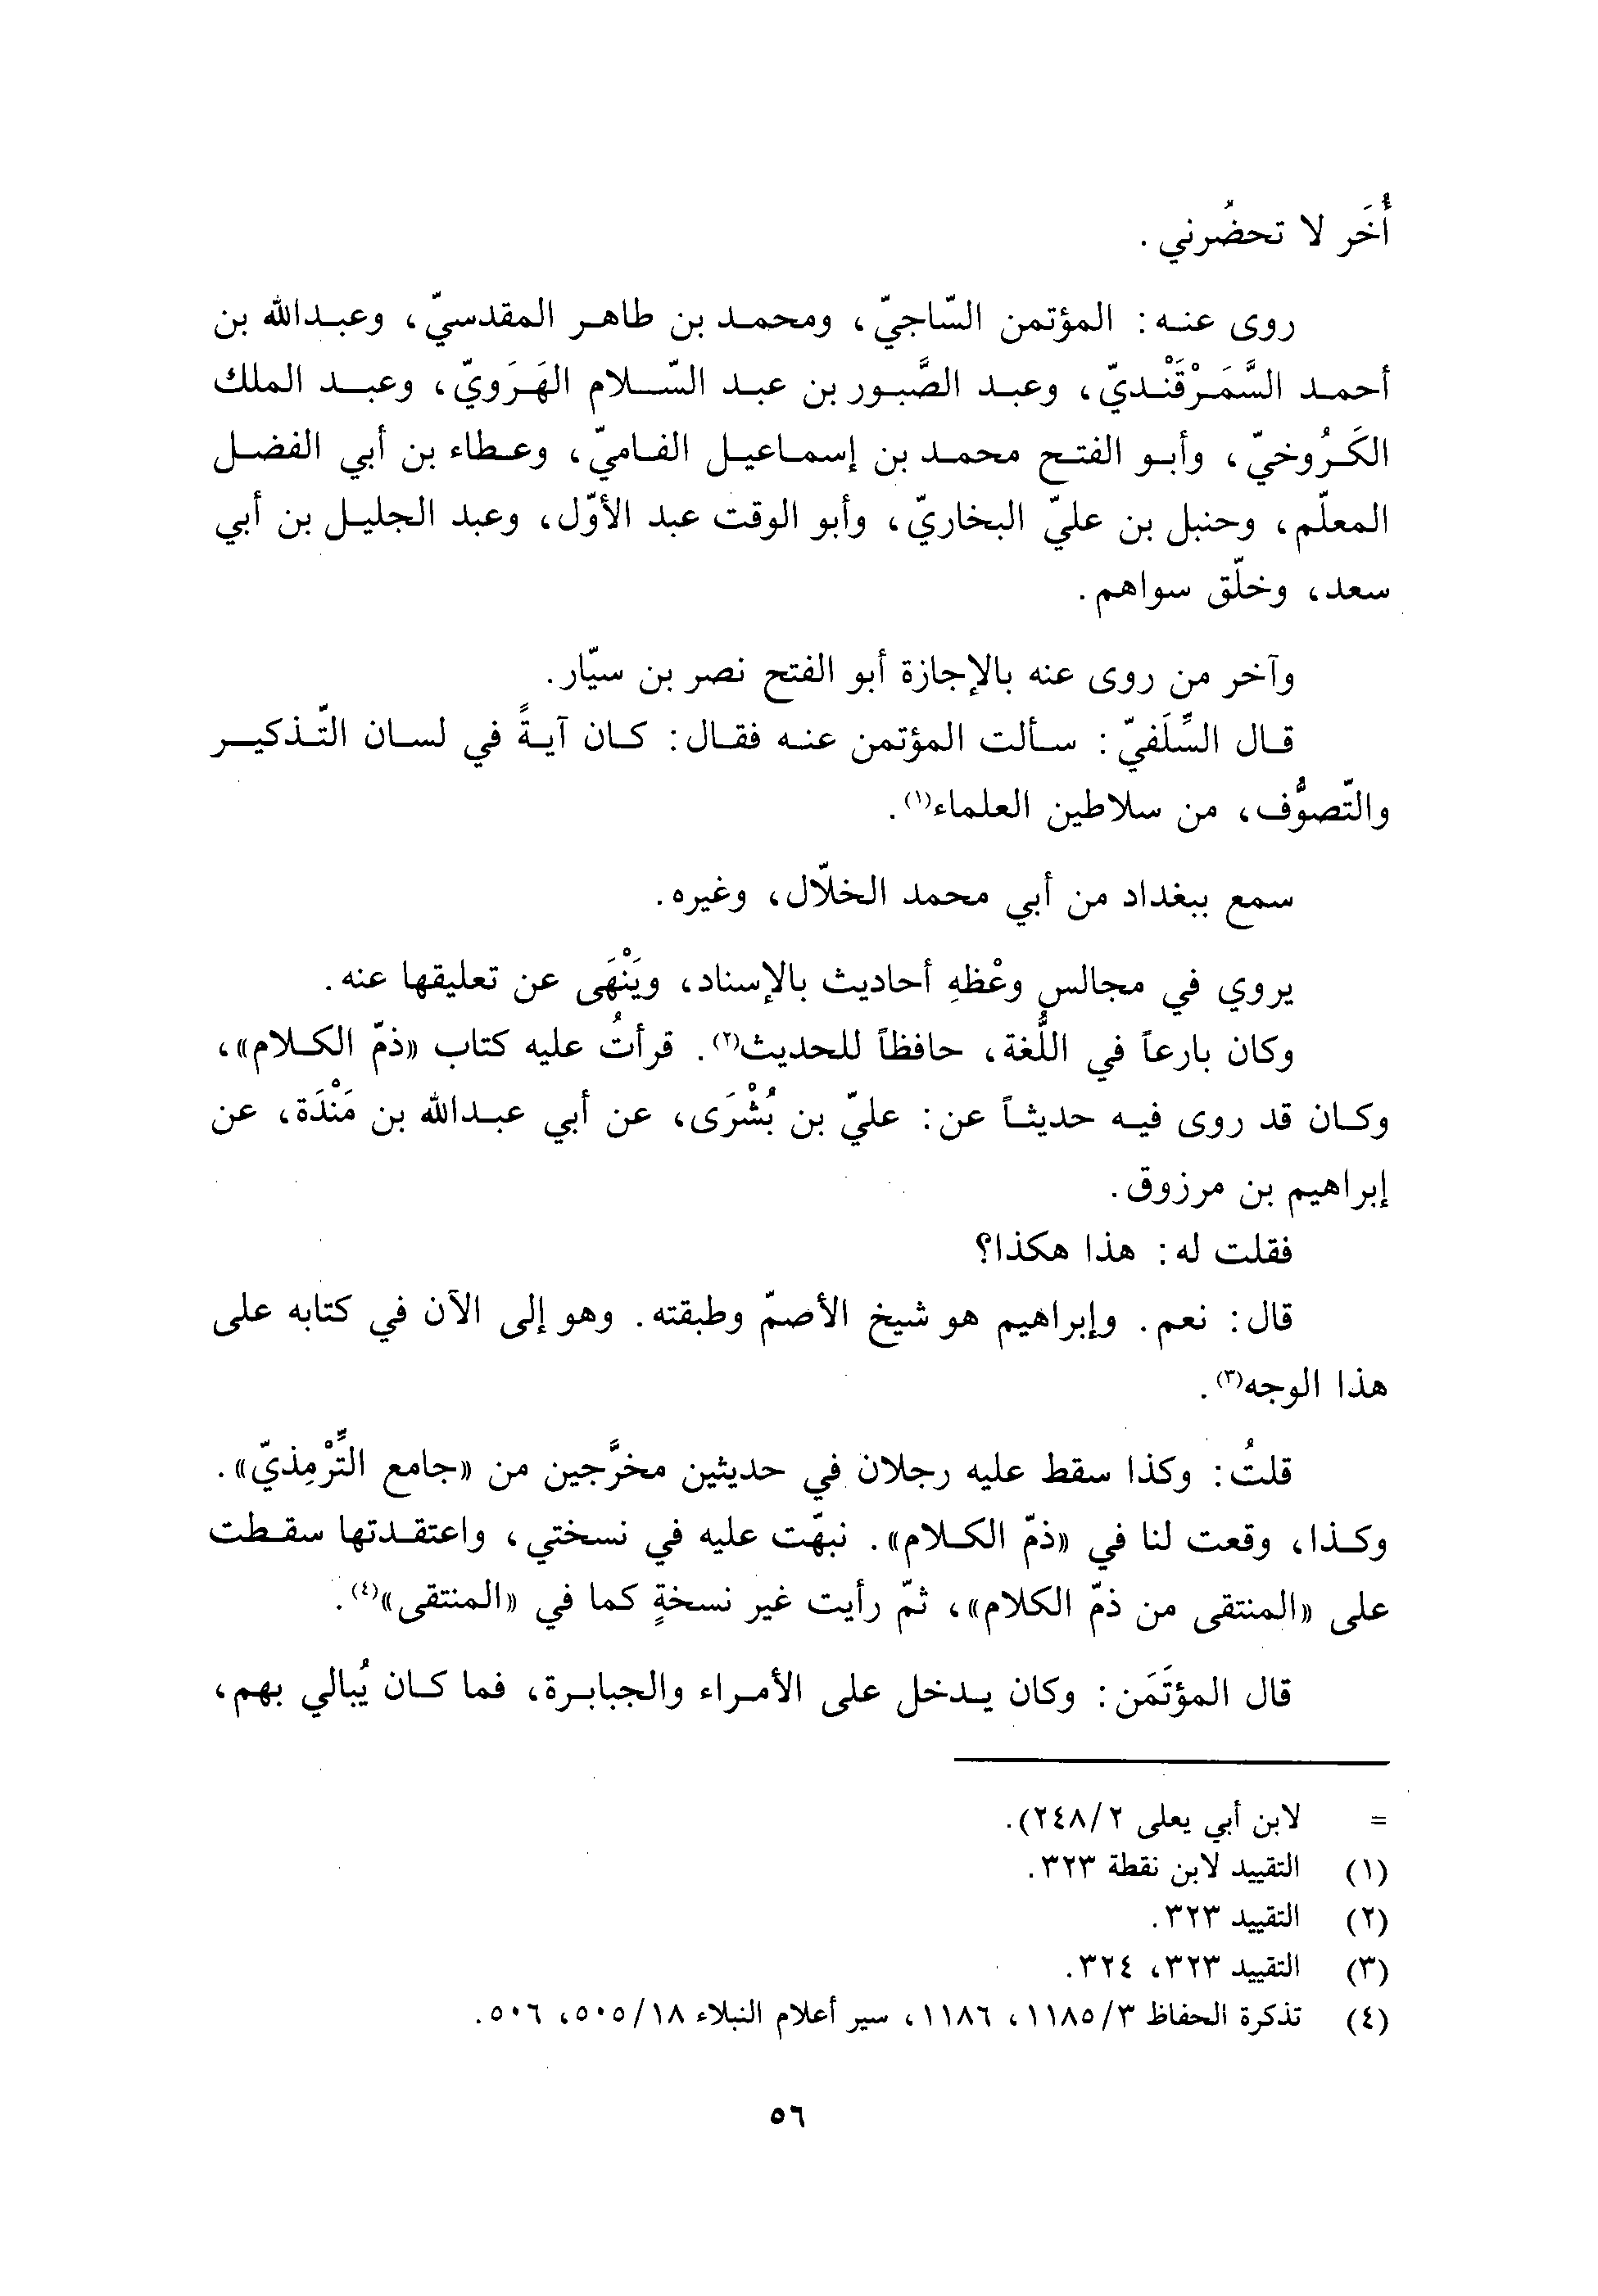 أُخَر لا تحضُرني.
روى عنه: المؤتمن السّاجيّ، ومحمد بن طاهر المقدسيّ، وعبدالله بن
أحمد السَّمَرْقَنْديّ، وعبد الصَّبور بن عبد السّلام الهَرَويّ، وعبد الملك
الكَرُوخيّ، وأبو الفتح محمد بن إسماعيل الفاميّ، وعطاء بن أبي الفضل
المعلّم، وحنبل بن عليّ البخاريّ، وأبو الوقت عبد الأوّل، وعبد الجليل بن أبي
سعد، وخلّق سواهم.
وآخر من روى عنه بالإجازة أبو الفتح نصر بن سيّار.
قال السِّلَفيّ: سألت المؤتمن عنه فقال: كان آيةً في لسان التّذكير
والتّصوُّف، من سلاطين العلماء(١).
سمع ببغداد من أبي محمد الخلّال، وغيره.
يروي في مجالس وعْظهِ أحاديث بالإسناد، ويَنْهَى عن تعليقها عنه.
وكان بارعاً في اللُّغة، حافظاً للحديث(٢). قرأتُ عليه كتاب «ذمّ الكلام»،
وكان قد روى فيه حديثاً عن: عليّ بن بُشْرَى، عن أبي عبدالله بن مَنْدَة، عن
إبراهيم بن مرزوق.
فقلت له: هذا هكذا؟
قال: نعم. وإبراهيم هو شيخ الأصمّ وطبقته. وهو إلى الآن في كتابه على
هذا الوجه(٣).
قلتُ: وكذا سقط عليه رجلان في حديثين مخرَّجين من «جامع التِّرْمِذيّ».
وكذا، وقعت لنا في «ذمّ الكلام». نبهّت عليه في نسختي، واعتقدتها سقطت
على «المنتقى من ذمّ الكلام»، ثمّ رأيت غير نسخةٍ كما في «المنتقى»(٤).
قال المؤتَمَن: وكان يدخل على الأمراء والجبابرة، فما كان يُبالي بهم،
= لابن أبي يعلى ٢/٢٤٨).
(١) التقييد لابن نقطة ٣٢٣.
(٢) التقييد ٣٢٣.
(٣) التقييد ٣٢٣، ٣٢٤.
(٤) تذكرة الحفاظ ٣/١١٨٥، ١١٨٦، سير أعلام النبلاء ١٨/٥٠٥، ٥٠٦.
٥٦